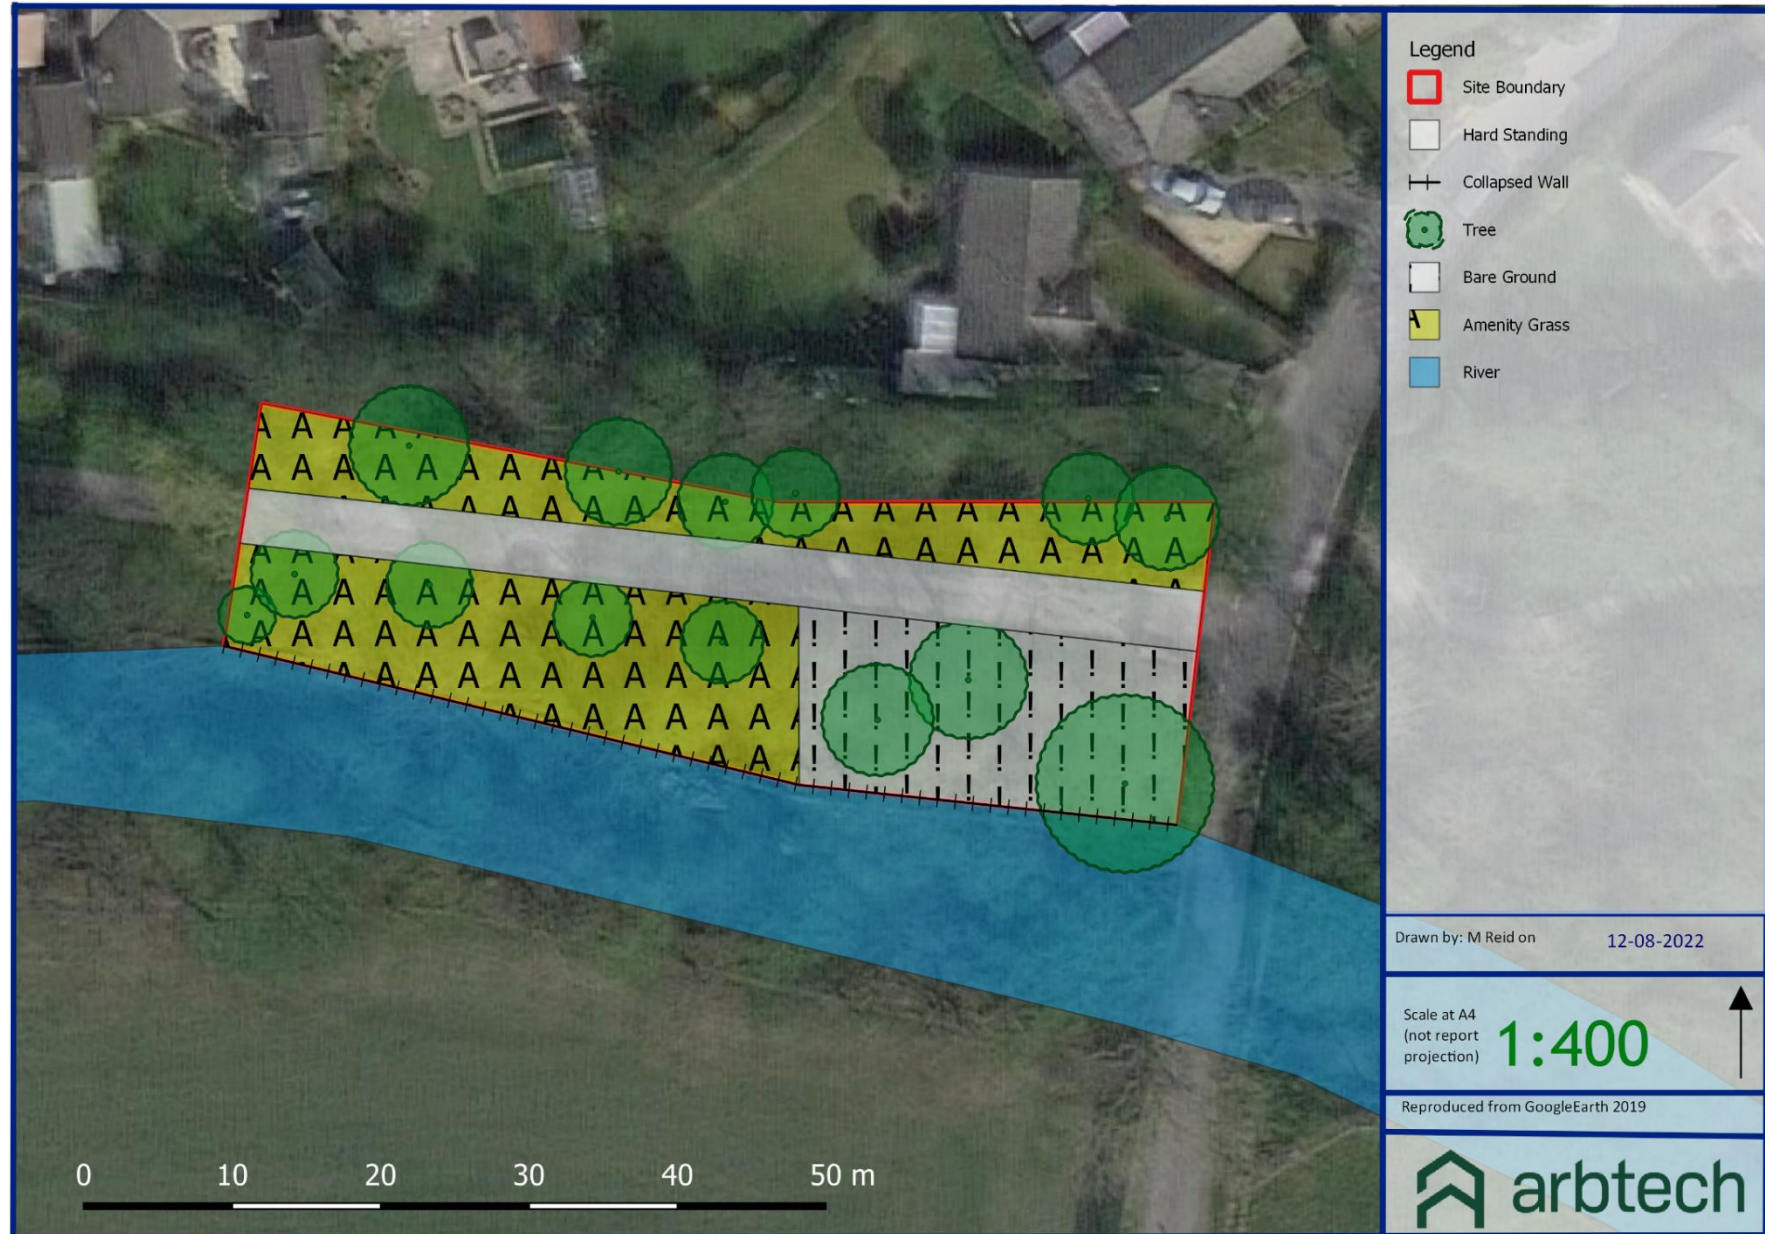 Legend
Site Boundary
Hard Standing
Collapsed Wall
Tree
Bare Ground
Amenity Grass
River
Drawn by: M Reid on 12-08-2022
Scale at A4
(not report
projection)
1:400
Reproduced from GoogleEarth 2019
arbtech
0 10 20 30 40 50 m